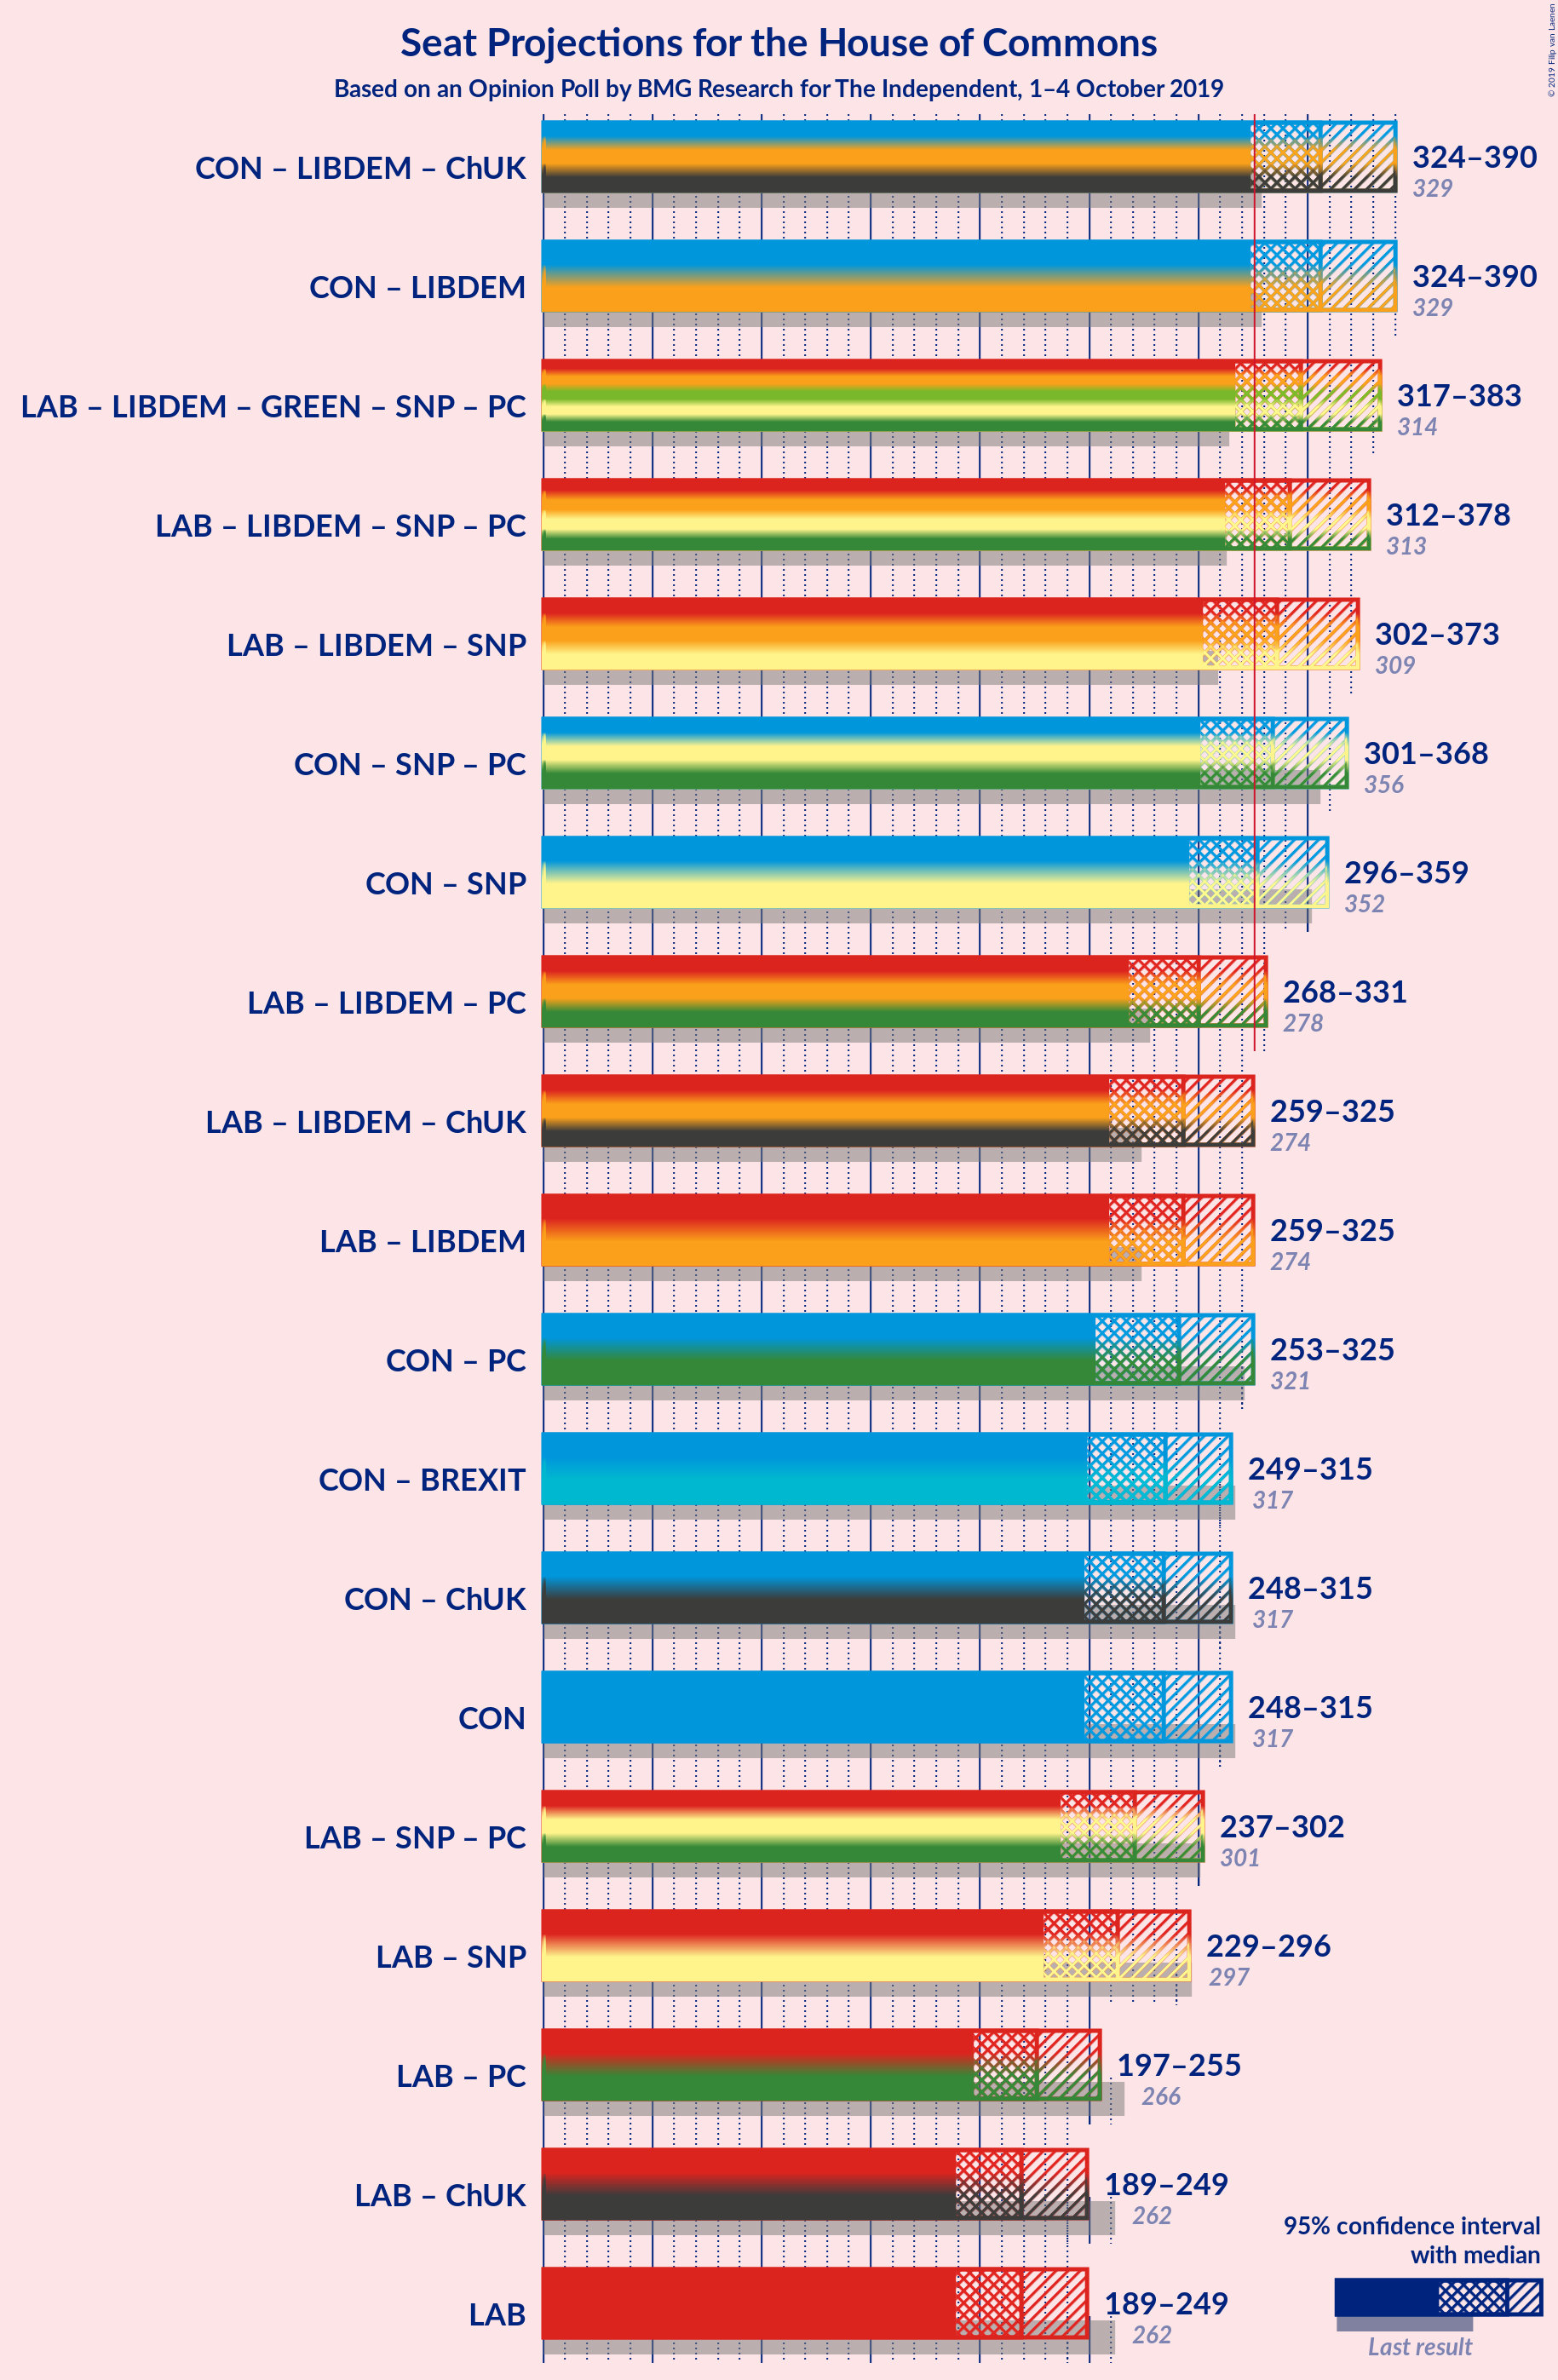 Seat Projections for the House of Commons
Based on an Opinion Poll by BMG Research for The Independent, 1–4 October 2019
© 2019 Filip van Laenen
CON – LIBDEM – ChUK
324–390
329
CON – LIBDEM
324–390
329
LAB – LIBDEM – GREEN – SNP – PC
317–383
314
LAB – LIBDEM – SNP – PC
312–378
313
LAB – LIBDEM – SNP
302–373
309
CON – SNP – PC
301–368
356
CON – SNP
296–359
352
LAB – LIBDEM – PC
268–331
278
LAB – LIBDEM – ChUK
259–325
274
LAB – LIBDEM
259–325
274
CON – PC
253–325
321
CON – BREXIT
249–315
317
CON – ChUK
248–315
317
CON
248–315
317
LAB – SNP – PC
237–302
301
LAB – SNP
229–296
297
LAB – PC
197–255
266
LAB – ChUK
189–249
262
LAB
189–249
262
95% confidence interval
with median
Last result